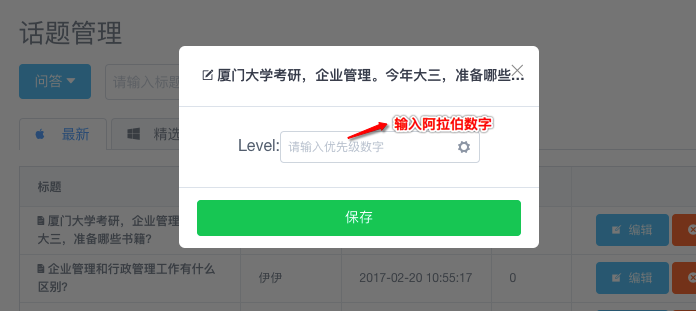 话题管理
问答
请输入标题
最新
精选
厦门大学考研，企业管理。今年大三，准备哪些...
输入阿拉伯数字
Level:
请输入优先级数字
保存
标题
厦门大学考研，企业管理
大三，准备哪些书籍?
编辑
企业管理和行政管理工作有什么
区别?
伊伊
2017-02-20 10:55:17
0
编辑